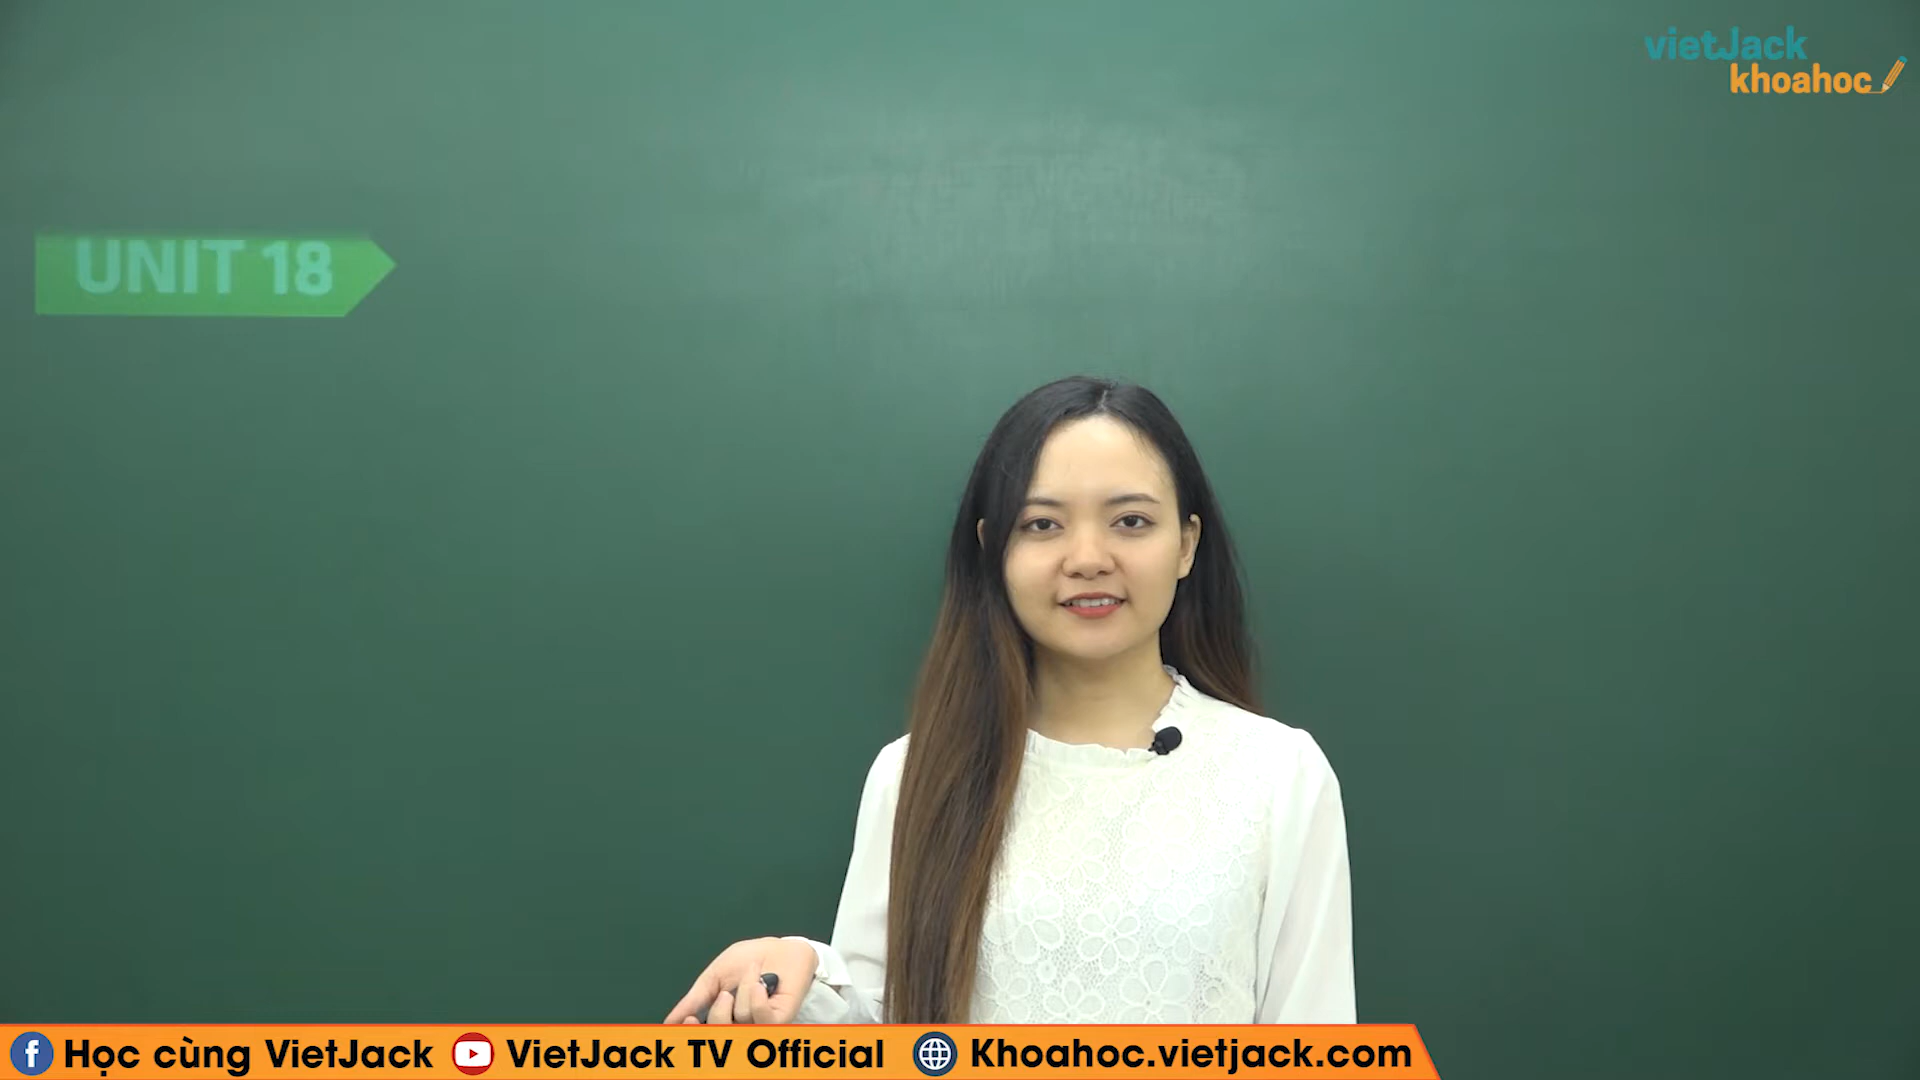 vietJack
khoahoc
UNIT 18
Học cùng VietJack
VietJack TV Official
Khoahoc.vietjack.com